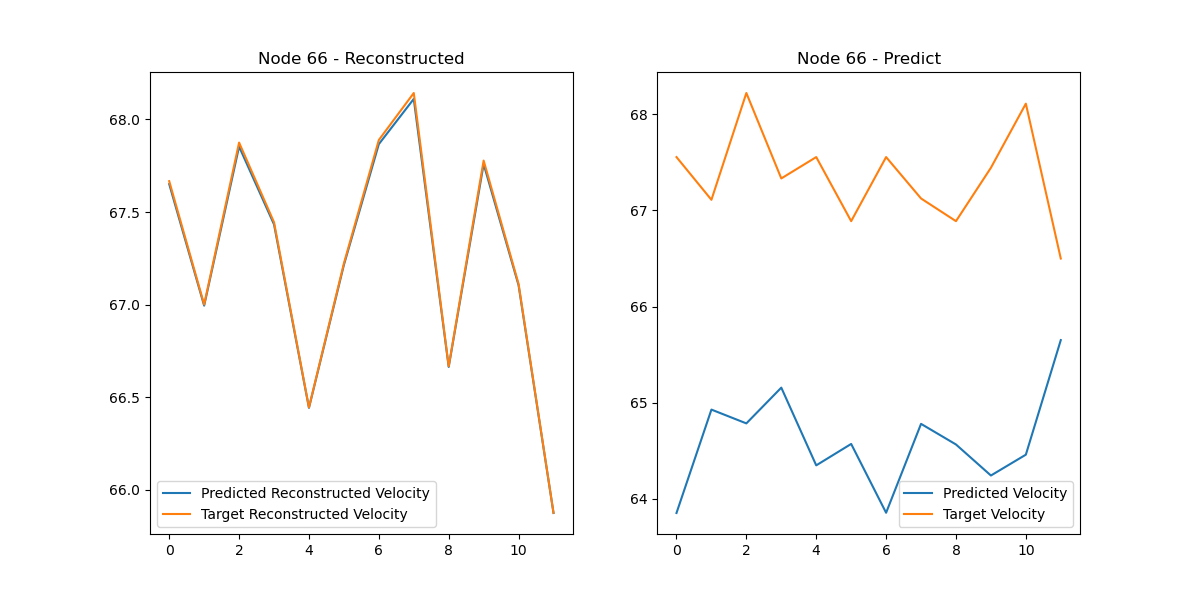 Node 66 - Reconstructed
68.0
67.5
67.0
66.5
66.0
0 2 4 6 8 10
Predicted Reconstructed Velocity
Target Reconstructed Velocity
Node 66 - Predict
68
67
66
65
64
0 2 4 6 8 10
Predicted Velocity
Target Velocity